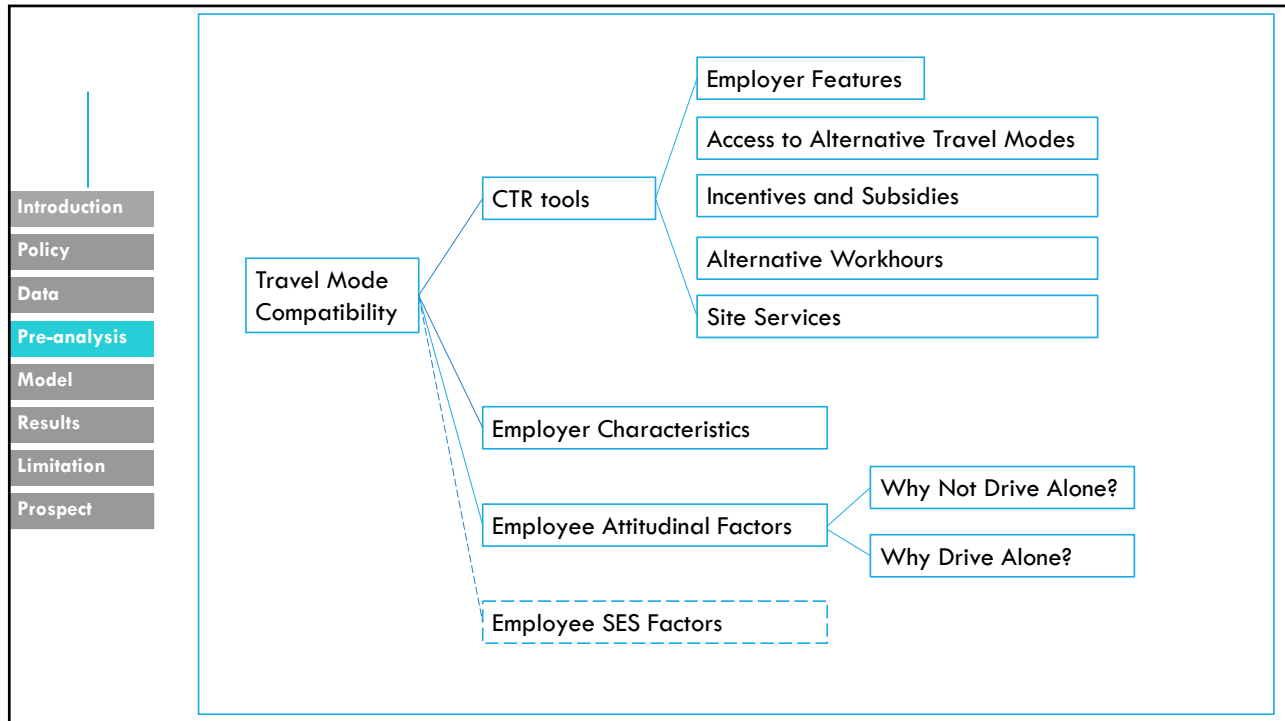 Introduction
Policy
Data
Pre-analysis
Model
Results
Limitation
Prospect
Travel Mode
Compatibility
CTR tools
Employer Features
Access to Alternative Travel Modes
Incentives and Subsidies
Alternative Workhours
Site Services
Employer Characteristics
Employee Attitudinal Factors
Why Not Drive Alone?
Why Drive Alone?
Employee SES Factors